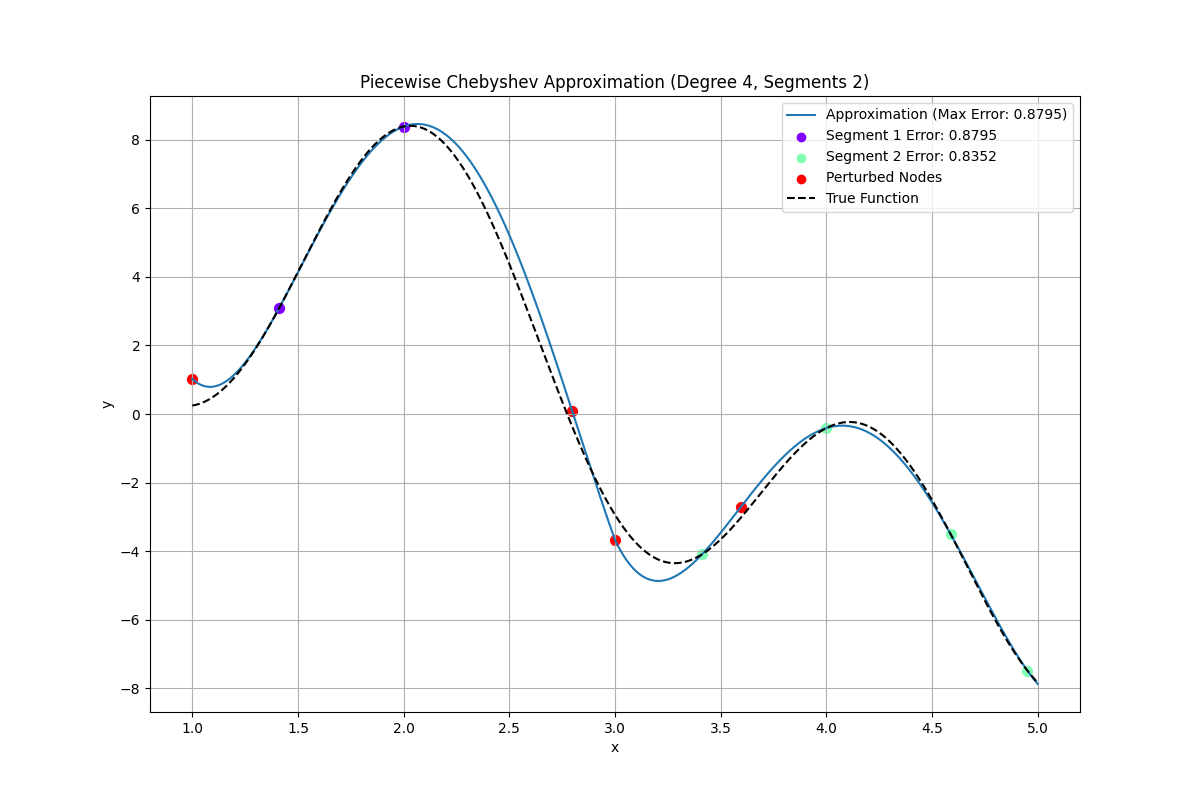 Piecewise Chebyshev Approximation (Degree 4, Segments 2)
Approximation (Max Error: 0.8795)
Segment 1 Error: 0.8795
Segment 2 Error: 0.8352
Perturbed Nodes
True Function
y
8
6
4
2
0
−2
−4
−6
−8
1.0 1.5 2.0 2.5 3.0 3.5 4.0 4.5 5.0
x